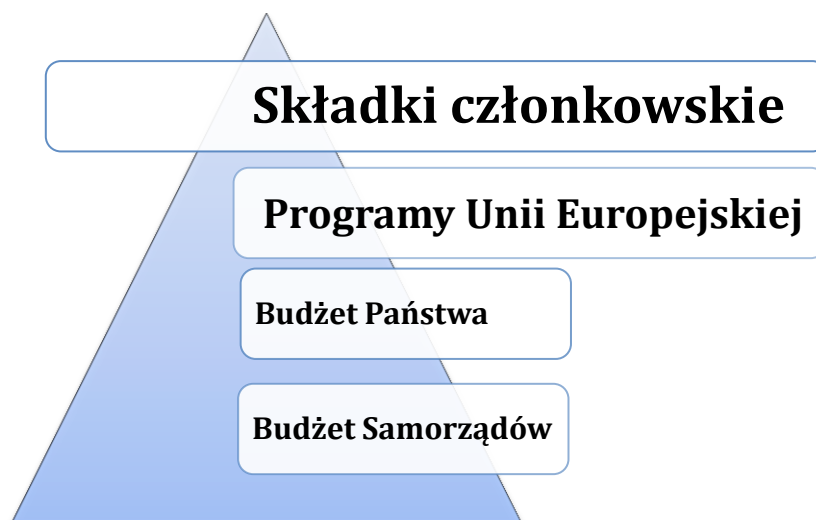 Składki członkowskie
Programy Unii Europejskiej
Budżet Państwa
Budżet Samorządów